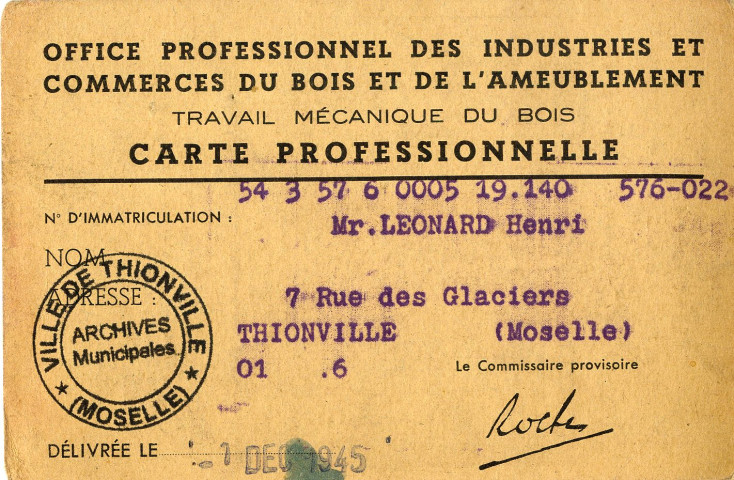 OFFICE PROFESSIONNEL DES INDUSTRIES ET
COMMERCES DU BOIS ET DE L'AMEUBLEMENT
TRAVAIL MÉCANIQUE DU BOIS
CARTE PROFESSIONNELLE
54 3 57 6 0005 19.140 576-022
N° D'IMMATRICULATION :
Mr.LEONARD Henri
NOM
ADRESSE : 7 Rue des Glaciers
THIONVILLE (Moselle)
01 .6
Le Commissaire provisoire
VILLE DE THIONVILLE
ARCHIVES
Municipales
(MOSELLE)
DÉLIVRÉE LE 1 DEC 1945